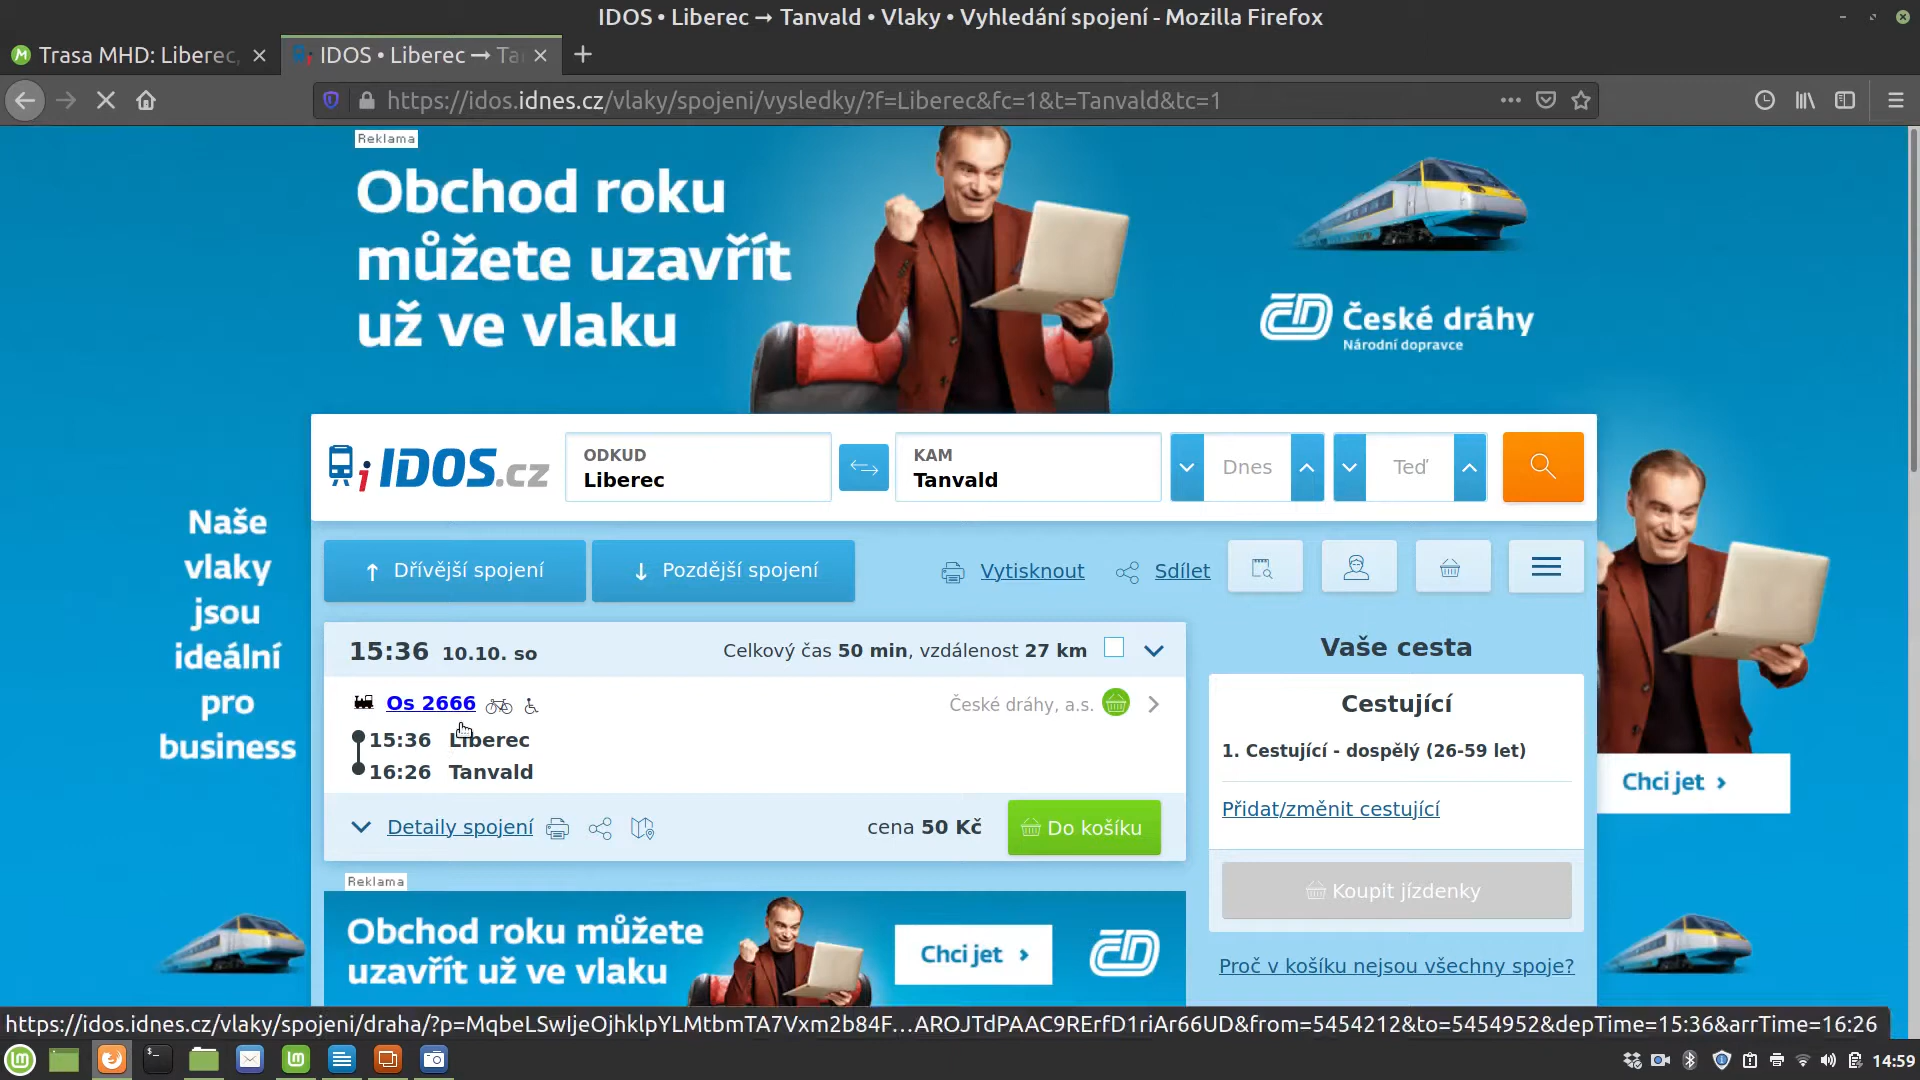 IDOS • Liberec → Tanvald • Vlaky • Vyhledání spojení - Mozilla Firefox
Trasa MHD: Liberec,
IDOS • Liberec → Ta
https://idos.idnes.cz/vlaky/spojeni/vysledky/?f=Liberec&fc=1&t=Tanvald&tc=1
Reklama
Obchod roku
můžete uzavřít
už ve vlaku
ČD České dráhy
Národní dopravce
Naše
vlaky
jsou
ideální
pro
business
IDOS.cz
ODKUD
Liberec
KAM
Tanvald
Dnes
Teď
Dřívější spojení
Pozdější spojení
Vytisknout
Sdílet
15:36 10.10. so
Celkový čas 50 min, vzdálenost 27 km
Os 2666
České dráhy, a.s.
15:36 Liberec
16:26 Tanvald
Detaily spojení
cena 50 Kč
Do košíku
Vaše cesta
Cestující
1. Cestující - dospělý (26-59 let)
Přidat/změnit cestující
Koupit jízdenky
Proč v košíku nejsou všechny spoje?
Chci jet
Reklama
Obchod roku můžete
uzavřít už ve vlaku
Chci jet
ČD
https://idos.idnes.cz/vlaky/spojeni/draha/?p=MqbeLSwIjeOjhklpYLMtbmTA7Vxm2b84F…AROJTdPAAC9RErfD1riAr66UD&from=5454212&to=5454952&depTime=15:36&arrTime=16:26
14:59